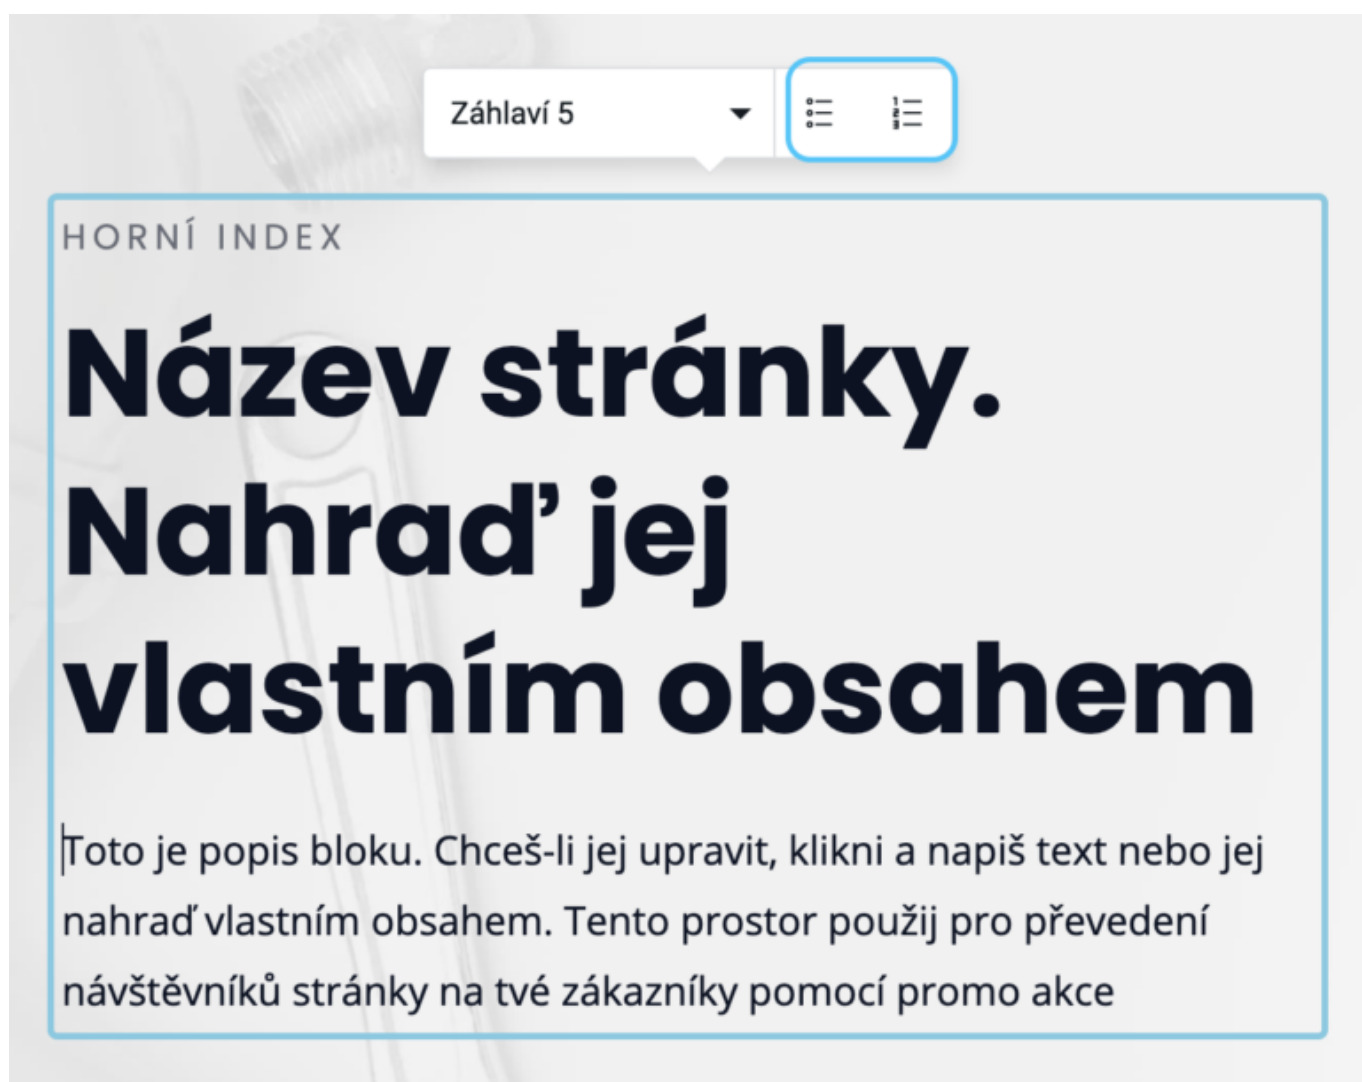 Záhlaví 5
HORNÍ INDEX
Název stránky.
Nahraď jej
vlastním obsahem
Toto je popis bloku. Chceš-li jej upravit, klikni a napiš text nebo jej
nahraď vlastním obsahem. Tento prostor použij pro převedení
návštěvníků stránky na tvé zákazníky pomocí promo akce